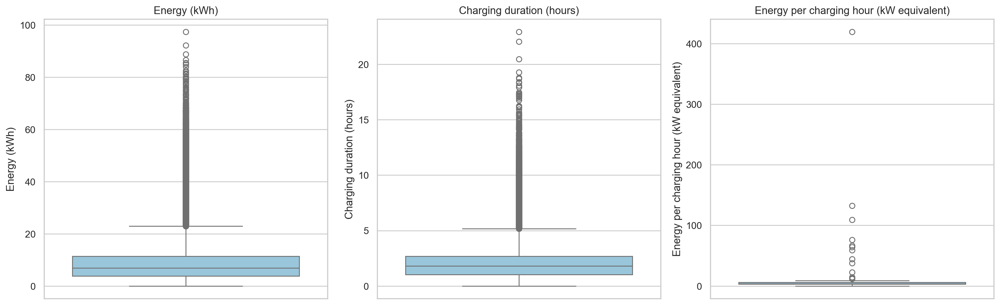 Energy (kWh)
Energy (kWh)
100
80
60
40
20
0
Charging duration (hours)
Charging duration (hours)
20
15
10
5
0
Energy per charging hour (kW equivalent)
Energy per charging hour (kW equivalent)
400
300
200
100
0